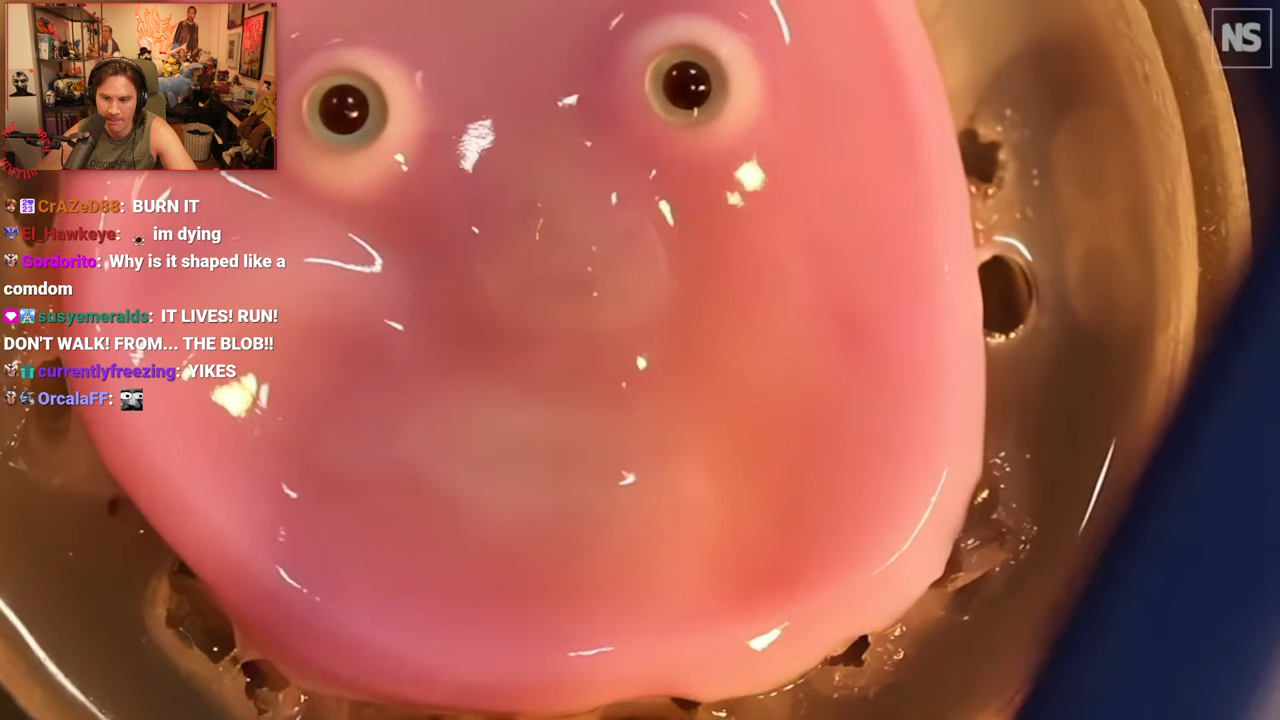 NS
CrAZeD88: BURN IT
El_Hawkeye: im dying
Gordorito: Why is it shaped like a
comdom
susyemeralds: IT LIVES! RUN!
DON'T WALK! FROM... THE BLOB!!
currentlyfreezing: YIKES
OrcalaFF: